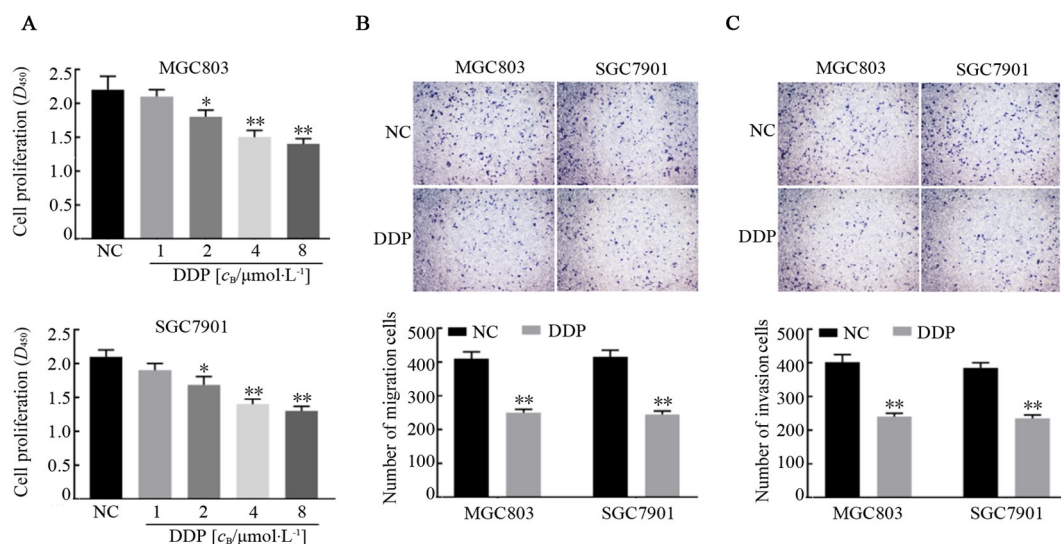 A
MGC803
Cell proliferation (D450)
2.5
2.0
1.5
1.0
0.5
0
*
**
**
NC 1 2 4 8
DDP [cB/μmol·L-1]
SGC7901
Cell proliferation (D450)
2.5
2.0
1.5
1.0
0.5
0
*
**
**
NC 1 2 4 8
DDP [cB/μmol·L-1]
B
MGC803 SGC7901
NC
DDP
NC DDP
Number of migration cells
500
400
300
200
100
0
**
**
MGC803 SGC7901
C
MGC803 SGC7901
NC
DDP
NC DDP
Number of invasion cells
500
400
300
200
100
0
**
**
MGC803 SGC7901